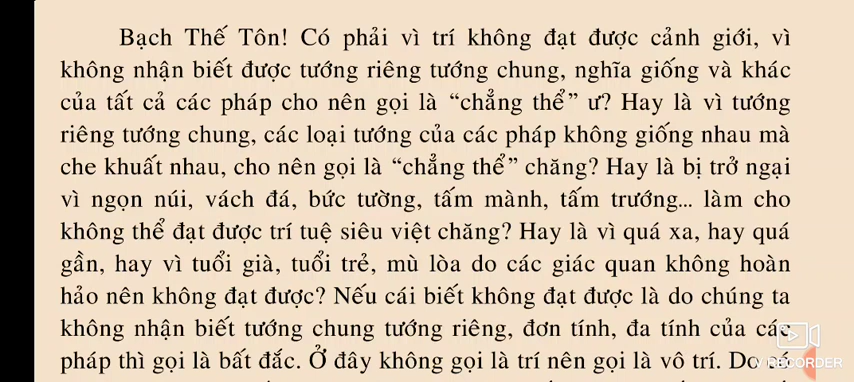 Bạch Thế Tôn! Có phải vì trí không đạt được cảnh giới, vì
không nhận biết được tướng riêng tướng chung, nghĩa giống và khác
của tất cả các pháp cho nên gọi là “chẳng thể” ư? Hay là vì tướng
riêng tướng chung, các loại tướng của các pháp không giống nhau mà
che khuất nhau, cho nên gọi là “chẳng thể” chăng? Hay là bị trở ngại
vì ngọn núi, vách đá, bức tường, tấm mành, tấm trướng... làm cho
không thể đạt được trí tuệ siêu việt chăng? Hay là vì quá xa, hay quá
gần, hay vì tuổi già, tuổi trẻ, mù lòa do các giác quan không hoàn
hảo nên không đạt được? Nếu cái biết không đạt được là do chúng ta
không nhận biết tướng chung tướng riêng, đơn tính, đa tính của các
pháp thì gọi là bất đắc. Ở đây không gọi là trí nên gọi là vô trí. Do
RECORDER